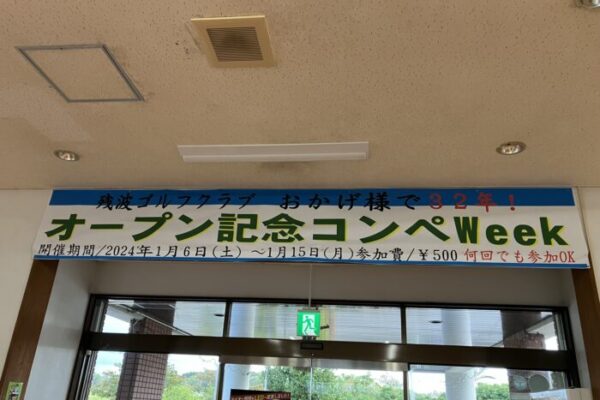 残波ゴルフクラブ おかげ様で32年!
オープン記念コンペWeek
開催期間/2024年1月6日(土) ～1月15日(月)参加費/￥500 何回でも参加OK